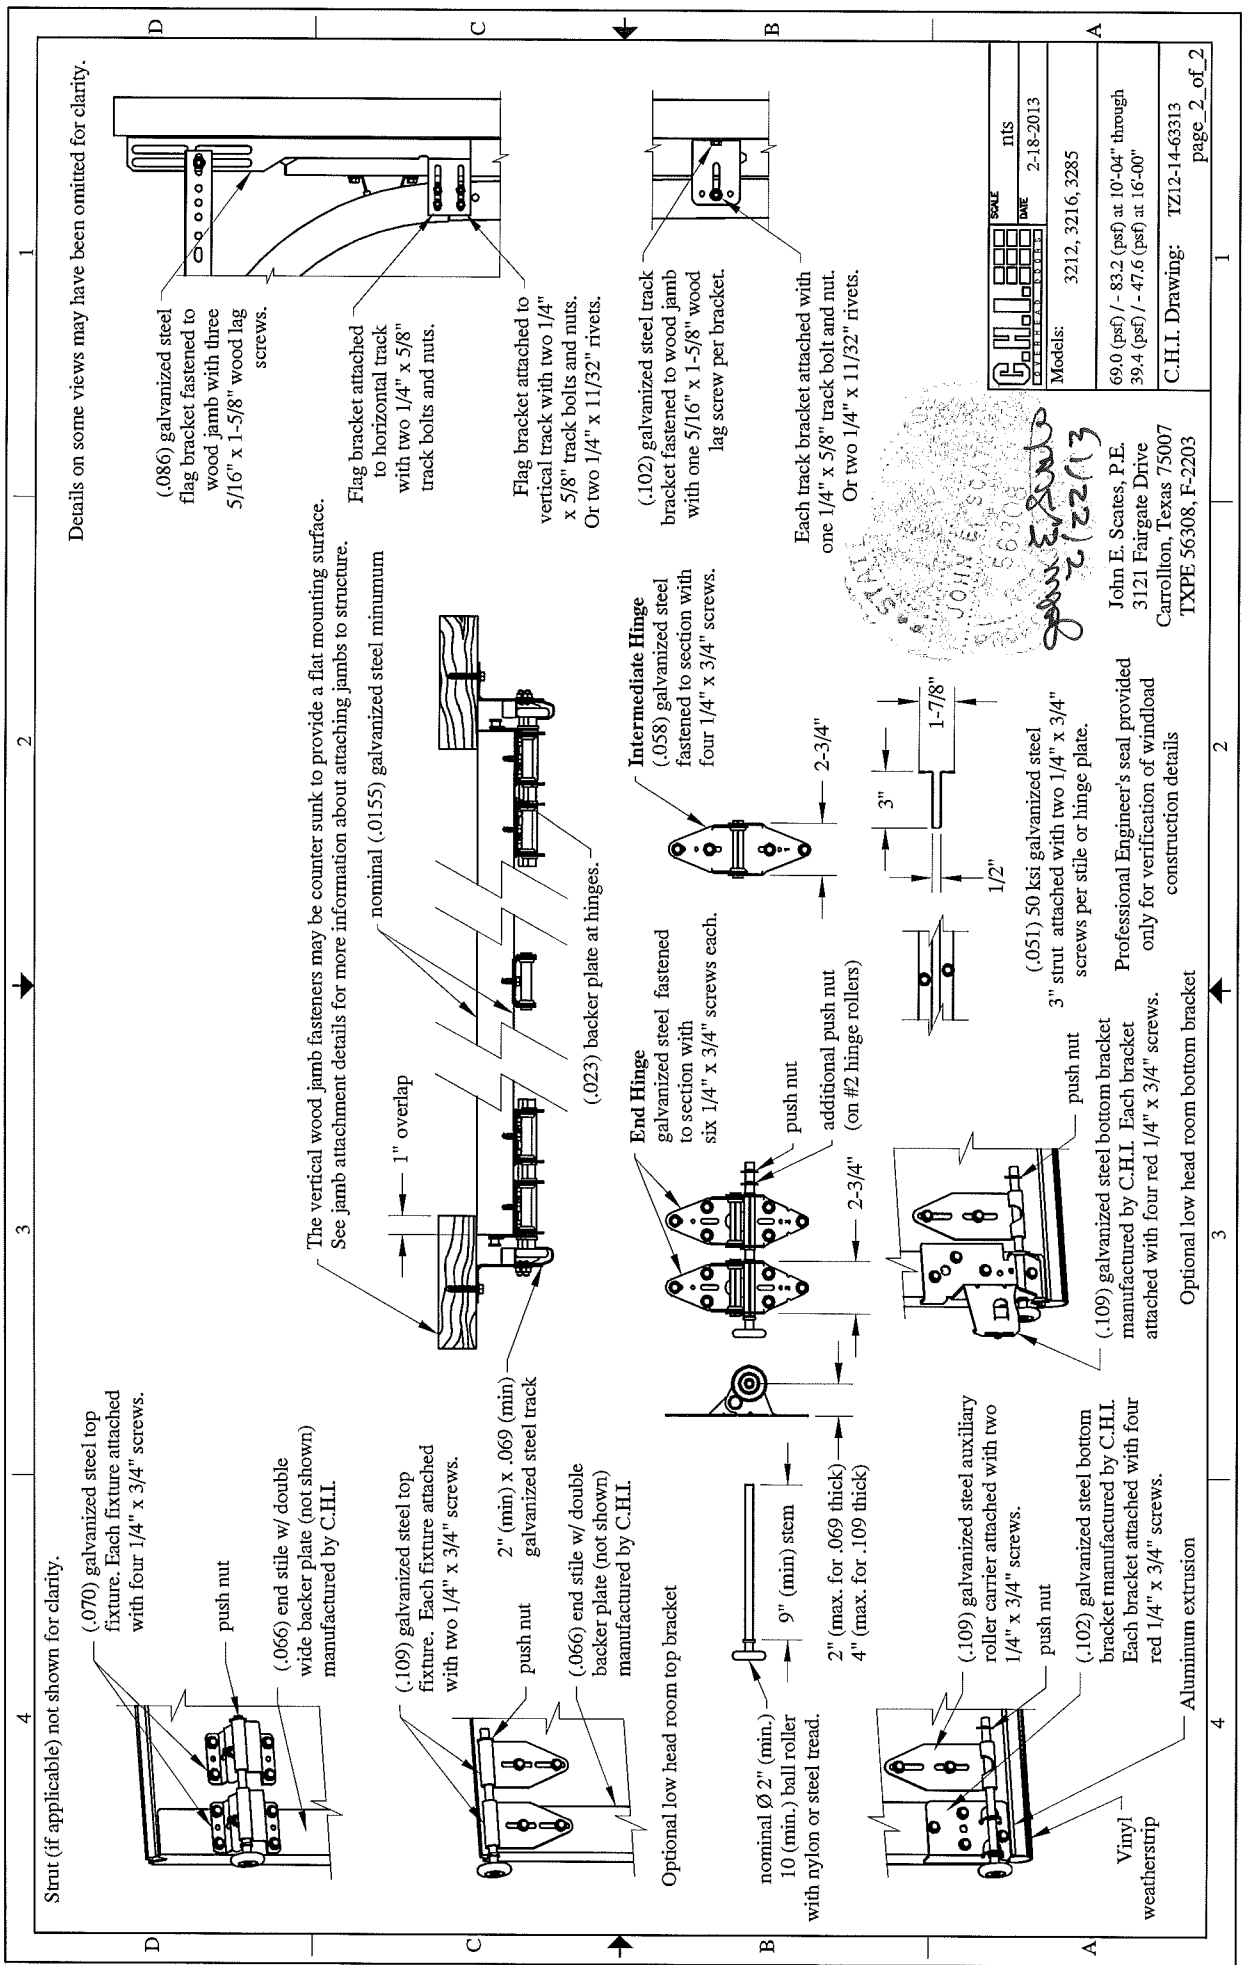 4
3
2
1
D
C
B
A
Strut (if applicable) not shown for clarity.
(.070) galvanized steel top
fixture. Each fixture attached
with four 1/4" x 3/4" screws.
push nut
(.066) end stile w/ double
wide backer plate (not shown)
manufactured by C.H.I.
(.109) galvanized steel top
fixture. Each fixture attached
with two 1/4" x 3/4" screws.
push nut
(.066) end stile w/ double
backer plate (not shown)
manufactured by C.H.I.
Optional low head room top bracket
nominal Ø 2" (min.)
10 (min.) ball roller
with nylon or steel tread.
9" (min) stem
2" (max. for .069 thick)
4" (max. for .109 thick)
(.109) galvanized steel auxiliary
roller carrier attached with two
1/4" x 3/4" screws.
push nut
(.102) galvanized steel bottom
bracket manufactured by C.H.I.
Each bracket attached with four
red 1/4" x 3/4" screws.
Aluminum extrusion
Vinyl
weatherstrip
The vertical wood jamb fasteners may be counter sunk to provide a flat mounting surface.
See jamb attachment details for more information about attaching jambs to structure.
1" overlap
nominal (.0155) galvanized steel minimum
2" (min) x .069 (min)
galvanized steel track
(.023) backer plate at hinges.
End Hinge
galvanized steel fastened
to section with
six 1/4" x 3/4" screws each.
push nut
additional push nut
(on #2 hinge rollers)
2-3/4"
Intermediate Hinge
(.058) galvanized steel
fastened to section with
four 1/4" x 3/4" screws.
2-3/4"
push nut
(.109) galvanized steel bottom bracket
manufactured by C.H.I. Each bracket
attached with four red 1/4" x 3/4" screws.
Optional low head room bottom bracket
3"
1-7/8"
1/2"
(.051) 50 ksi galvanized steel
3" strut attached with two 1/4" x 3/4"
screws per stile or hinge plate.
Professional Engineer's seal provided
only for verification of windload
construction details
Details on some views may have been omitted for clarity.
(.086) galvanized steel
flag bracket fastened to
wood jamb with three
5/16" x 1-5/8" wood lag
screws.
Flag bracket attached
to horizontal track
with two 1/4" x 5/8"
track bolts and nuts.
Flag bracket attached to
vertical track with two 1/4"
x 5/8" track bolts and nuts.
Or two 1/4" x 11/32" rivets.
(.102) galvanized steel track
bracket fastened to wood jamb
with one 5/16" x 1-5/8" wood
lag screw per bracket.
Each track bracket attached with
one 1/4" x 5/8" track bolt and nut.
Or two 1/4" x 11/32" rivets.
JOHN E. SCAT
56308
John E. Scates
2/22/13
John E. Scates, P.E.
3121 Fairgate Drive
Carrollton, Texas 75007
TXPE 56308, F-2203
C.H.I.
OVERHEAD DOORS
SCALE
nts
DATE
2-18-2013
Models:
3212, 3216, 3285
69.0 (psf) / - 83.2 (psf) at 10'-04" through
39.4 (psf) / - 47.6 (psf) at 16'-00"
C.H.I. Drawing: TZ12-14-63313
page_2_of_2
D
C
B
A
4
3
2
1